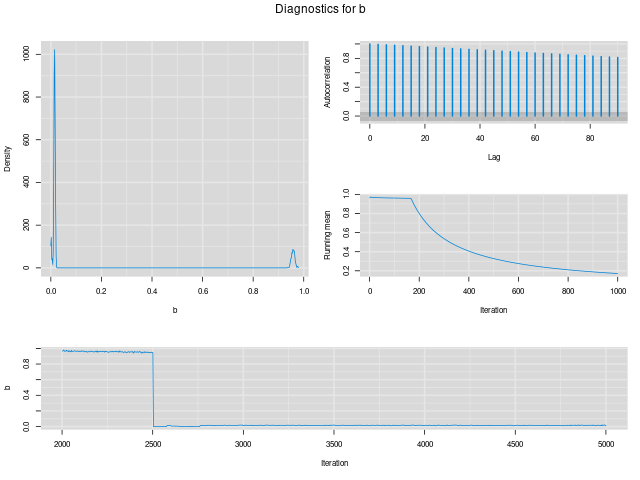 Diagnostics for b
Density
0 200 400 600 800 1000
0.0 0.2 0.4 0.6 0.8 1.0
b
Autocorrelation
0.0 0.4 0.8
0 20 40 60 80
Lag
Running mean
0.2 0.4 0.6 0.8 1.0
0 200 400 600 800 1000
Iteration
b
0.0 0.4 0.8
2000 2500 3000 3500 4000 4500 5000
Iteration